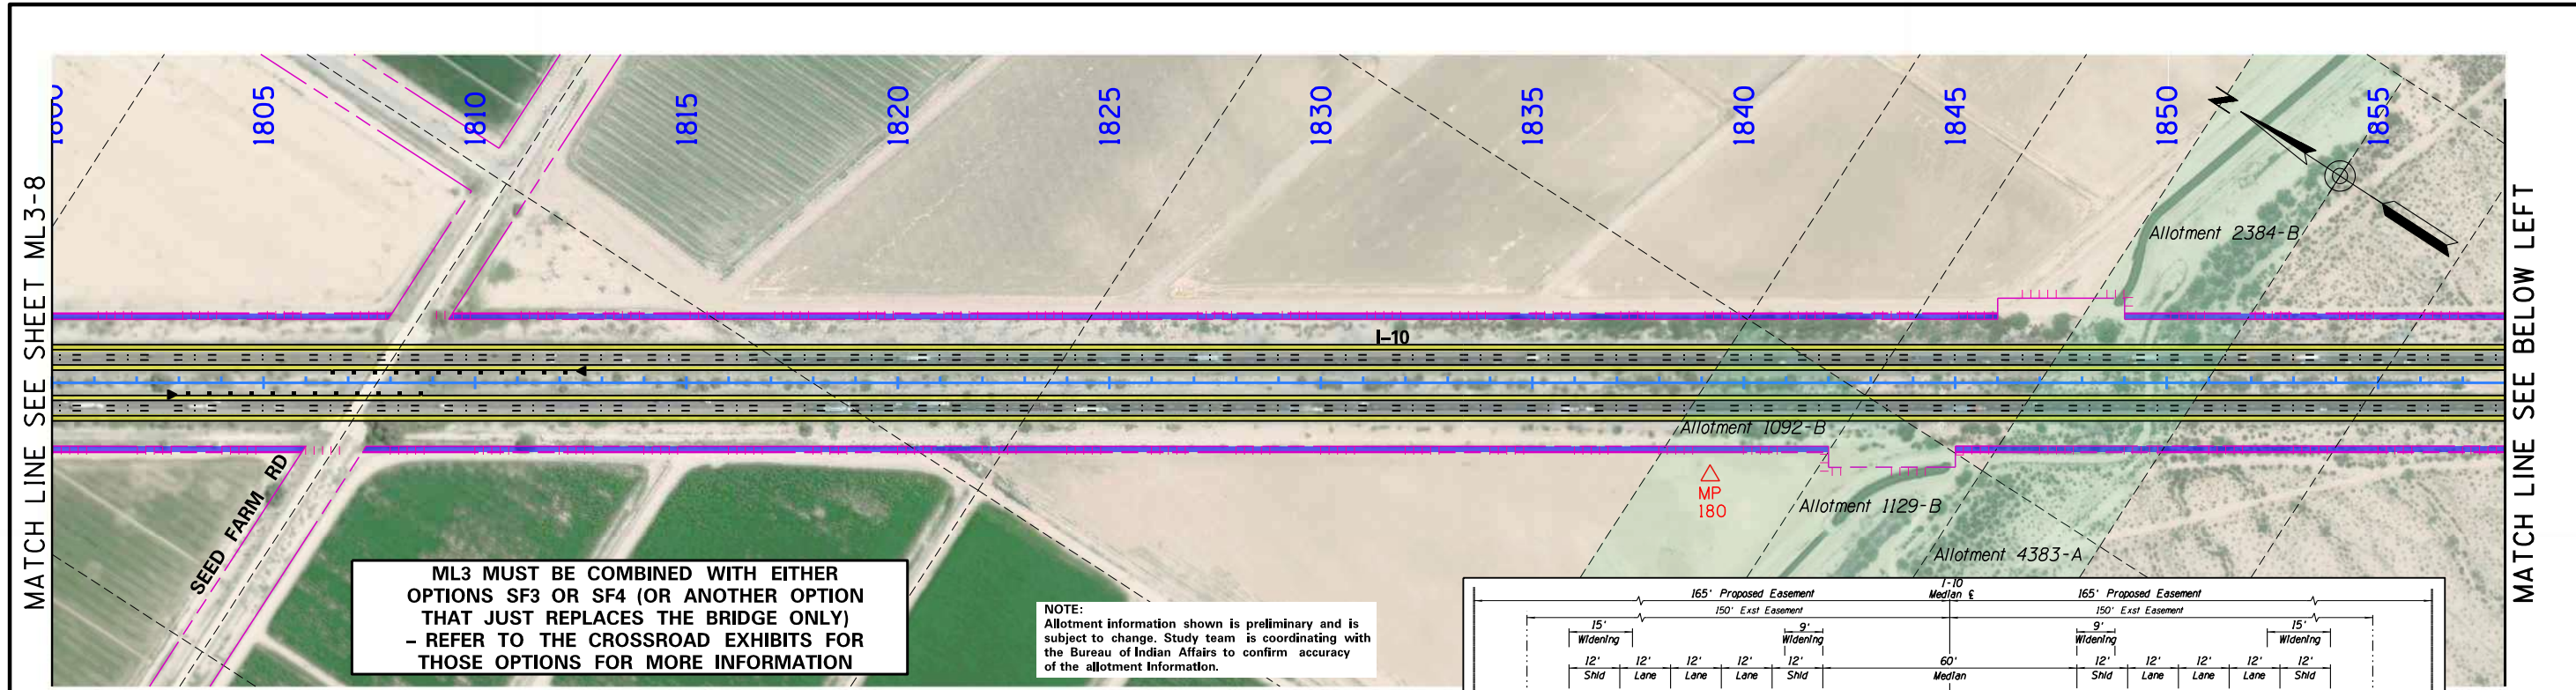 1800
1805
1810
1815
1820
1825
1830
1835
1840
1845
1850
1855
N
MATCH LINE SEE SHEET ML3-8
MATCH LINE SEE BELOW LEFT
Allotment 2384-B
I-10
Allotment 1092-B
MP
180
Allotment 1129-B
Allotment 4383-A
SEED FARM RD
ML3 MUST BE COMBINED WITH EITHER
OPTIONS SF3 OR SF4 (OR ANOTHER OPTION
THAT JUST REPLACES THE BRIDGE ONLY)
- REFER TO THE CROSSROAD EXHIBITS FOR
THOSE OPTIONS FOR MORE INFORMATION
NOTE:
Allotment information shown is preliminary and is
subject to change. Study team is coordinating with
the Bureau of Indian Affairs to confirm accuracy
of the allotment Information.
I-10
165' Proposed Easement Median ℄ 165' Proposed Easement
150' Exst Easement 150' Exst Easement
15' 9' 9' 15'
Widening Widening Widening Widening
12' 12' 12' 12' 12' 60' 12' 12' 12' 12' 12'
Shld Lane Lane Lane Shld Median Shld Lane Lane Lane Shld